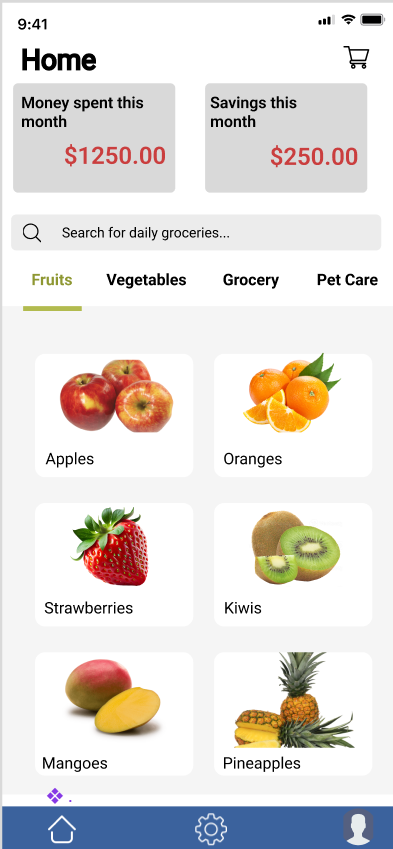 9:41
Home
Money spent this
month
$1250.00
Savings this
month
$250.00
Search for daily groceries...
Fruits Vegetables Grocery Pet Care
Apples Oranges
Strawberries Kiwis
Mangoes Pineapples